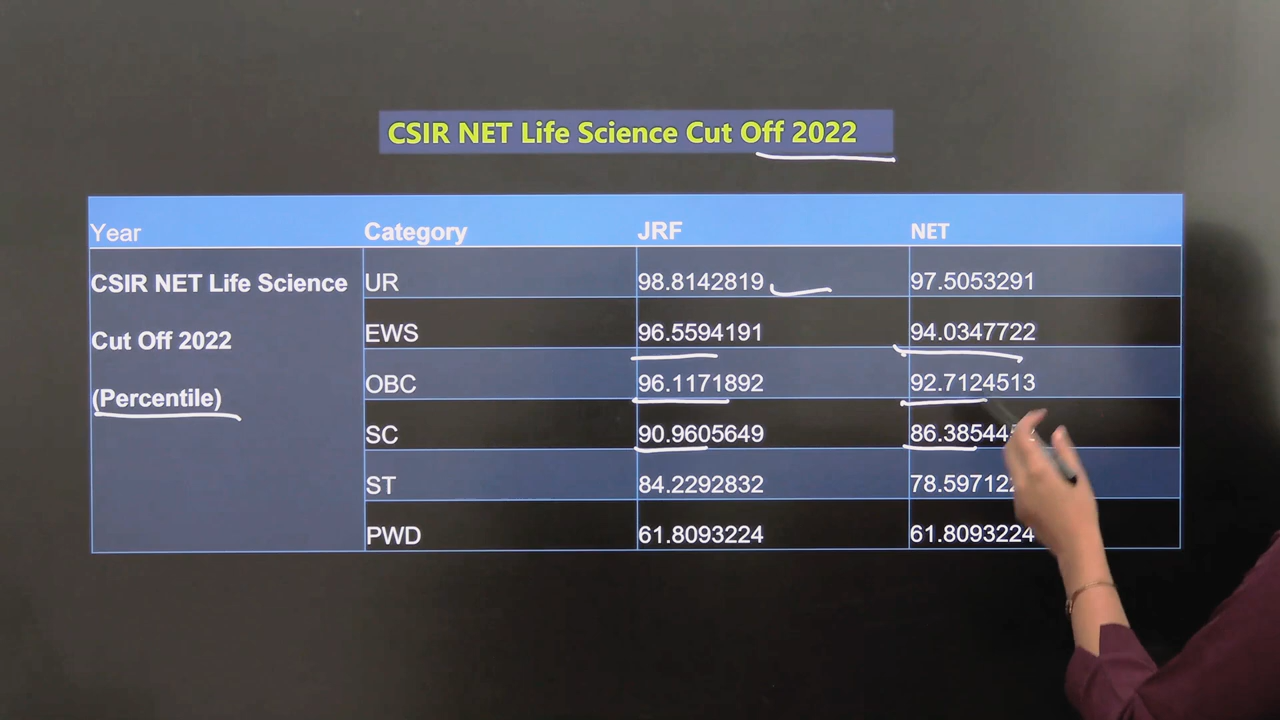 CSIR NET Life Science Cut Off 2022
Year Category JRF NET
CSIR NET Life Science UR 98.8142819 97.5053291
EWS 96.5594191 94.0347722
Cut Off 2022
OBC 96.1171892 92.7124513
(Percentile)
SC 90.9605649
ST 84.2292832
PWD 61.8093224 61.8093224